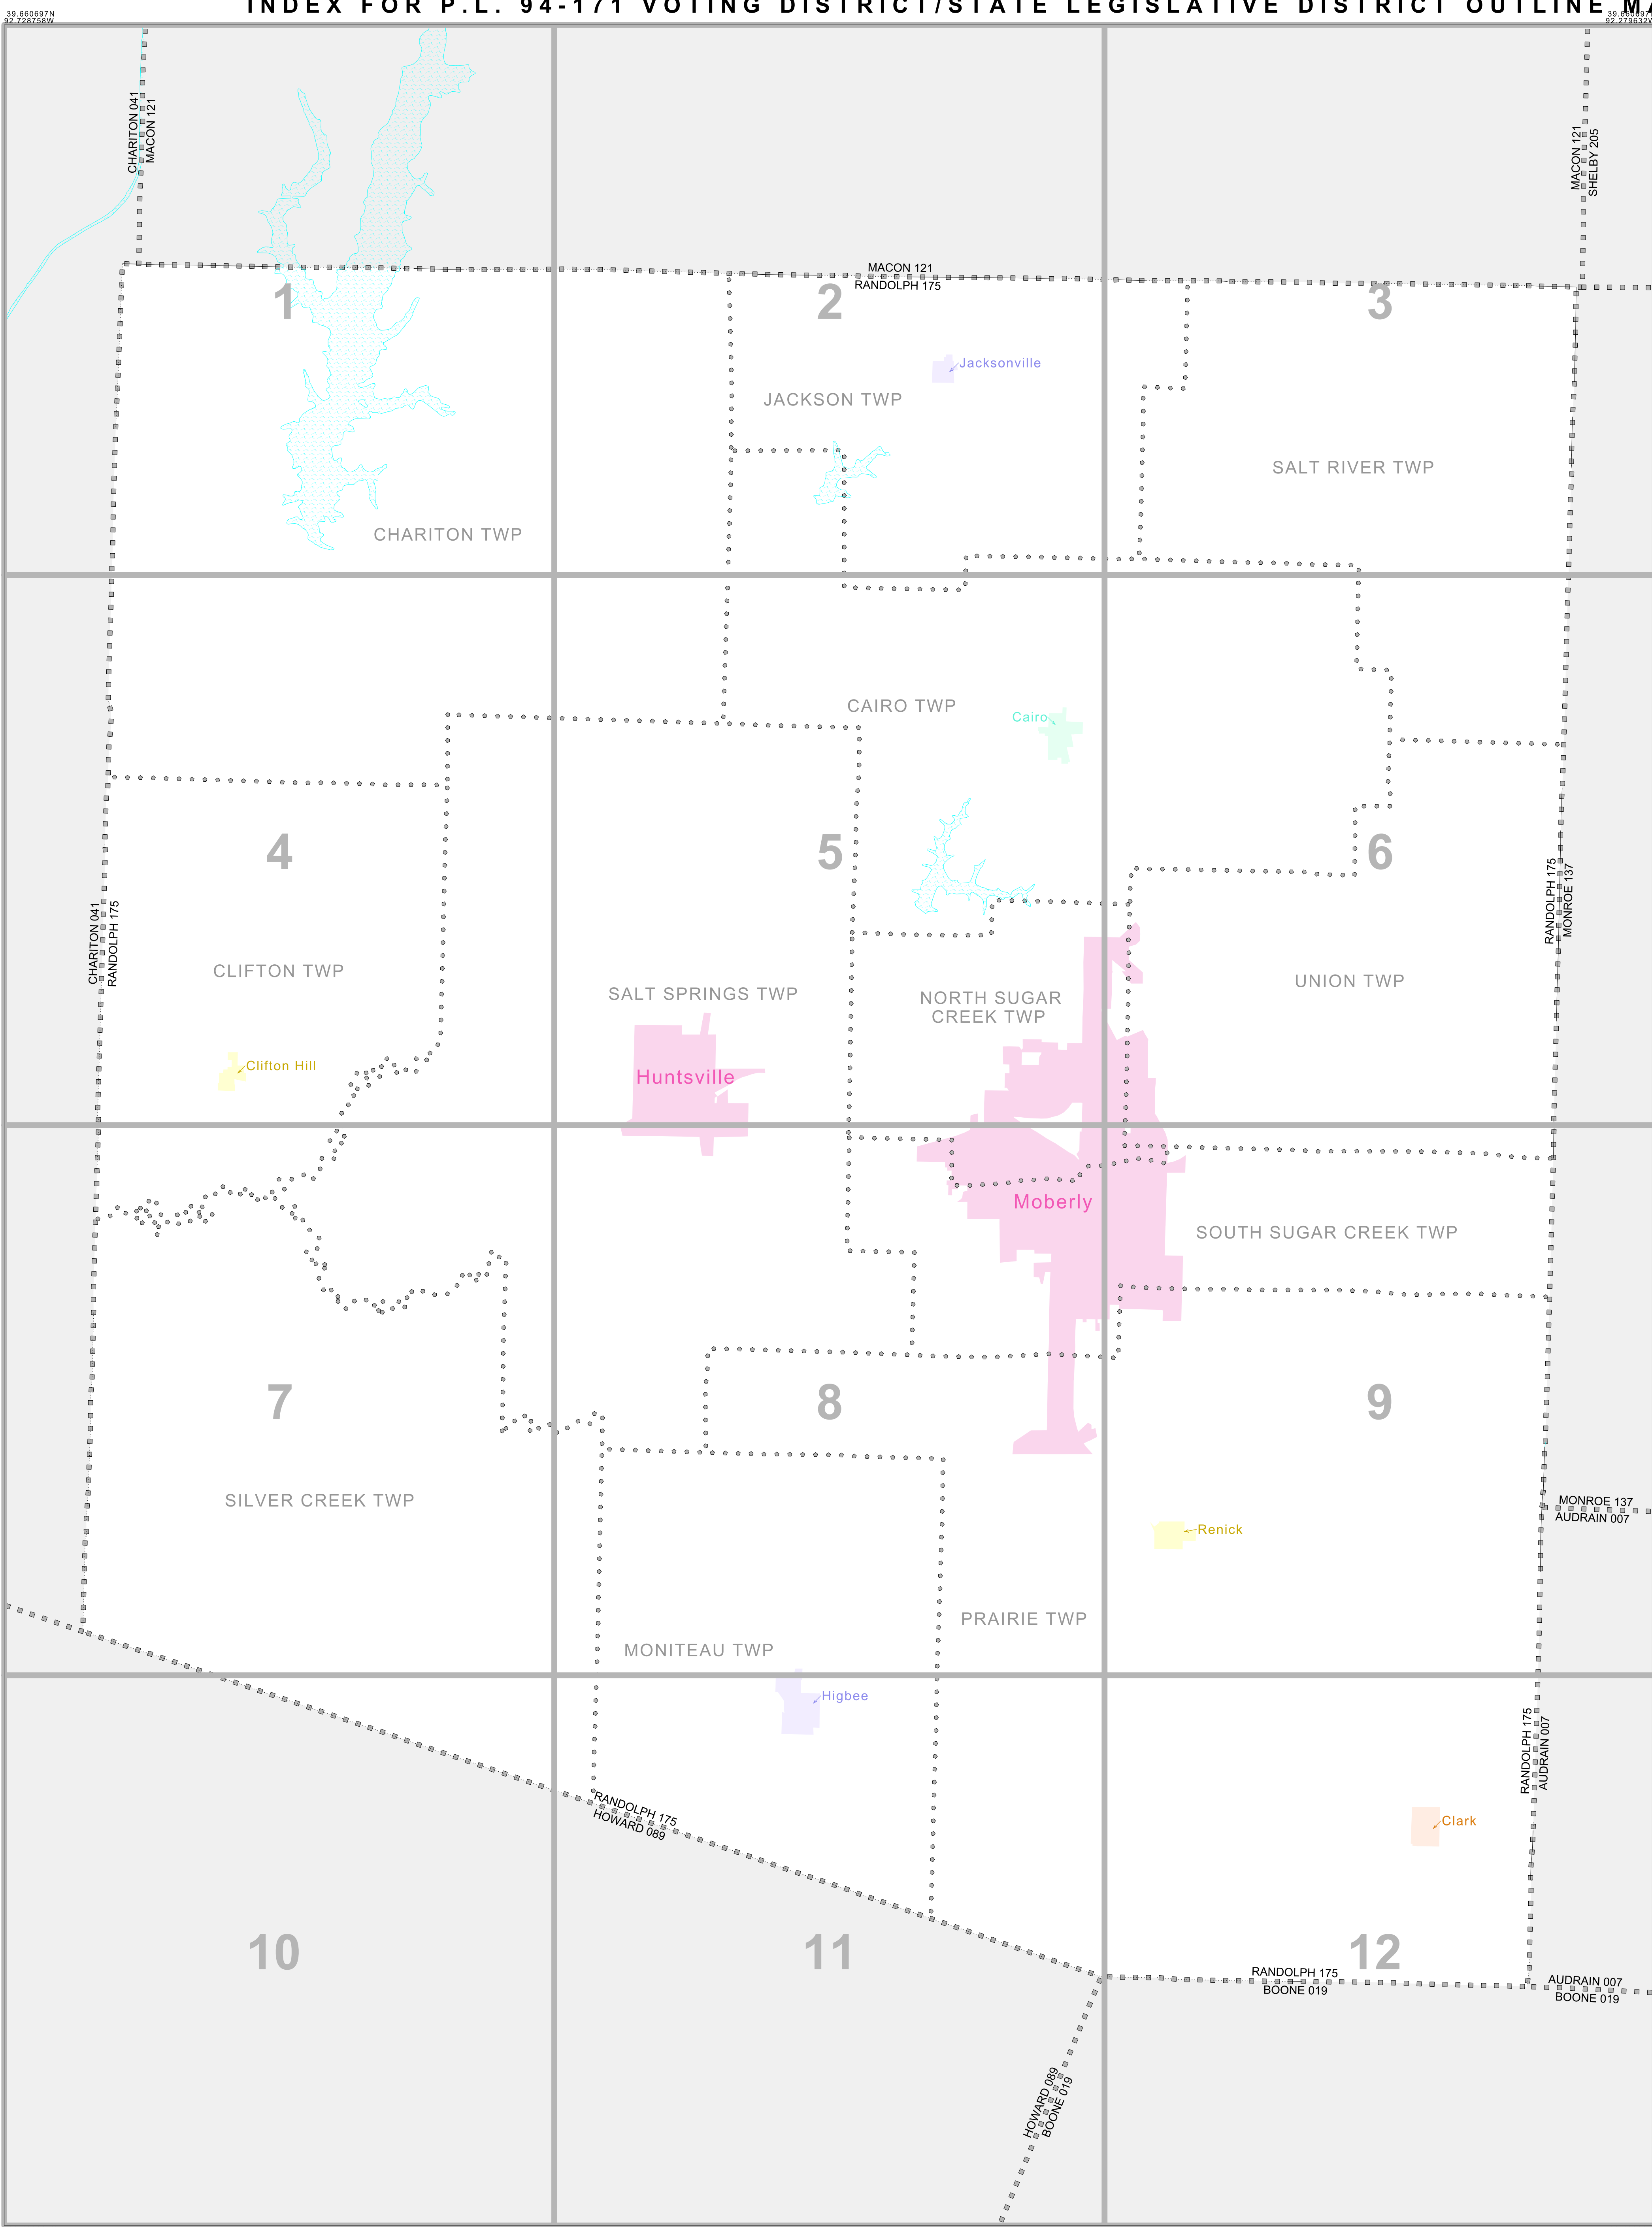 INDEX FOR P.L. 94-171 VOTING DISTRICT/STATE LEGISLATIVE DISTRICT OUTLINE MA
39.660697N
92.728758W
39.660697
92.279632W
CHARITON 041
MACON 121
MACON 121
SHELBY 205
MACON 121
RANDOLPH 175
1
2
3
Jacksonville
JACKSON TWP
SALT RIVER TWP
CHARITON TWP
CAIRO TWP
Cairo
4
5
6
CHARITON 041
RANDOLPH 175
RANDOLPH 175
MONROE 137
CLIFTON TWP
SALT SPRINGS TWP
NORTH SUGAR
CREEK TWP
UNION TWP
Clifton Hill
Huntsville
Moberly
SOUTH SUGAR CREEK TWP
7
8
9
SILVER CREEK TWP
MONROE 137
AUDRAIN 007
Renick
PRAIRIE TWP
MONITEAU TWP
Higbee
RANDOLPH 175
AUDRAIN 007
RANDOLPH 175
HOWARD 089
Clark
10
11
12
RANDOLPH 175
BOONE 019
AUDRAIN 007
BOONE 019
HOWARD 089
BOONE 019